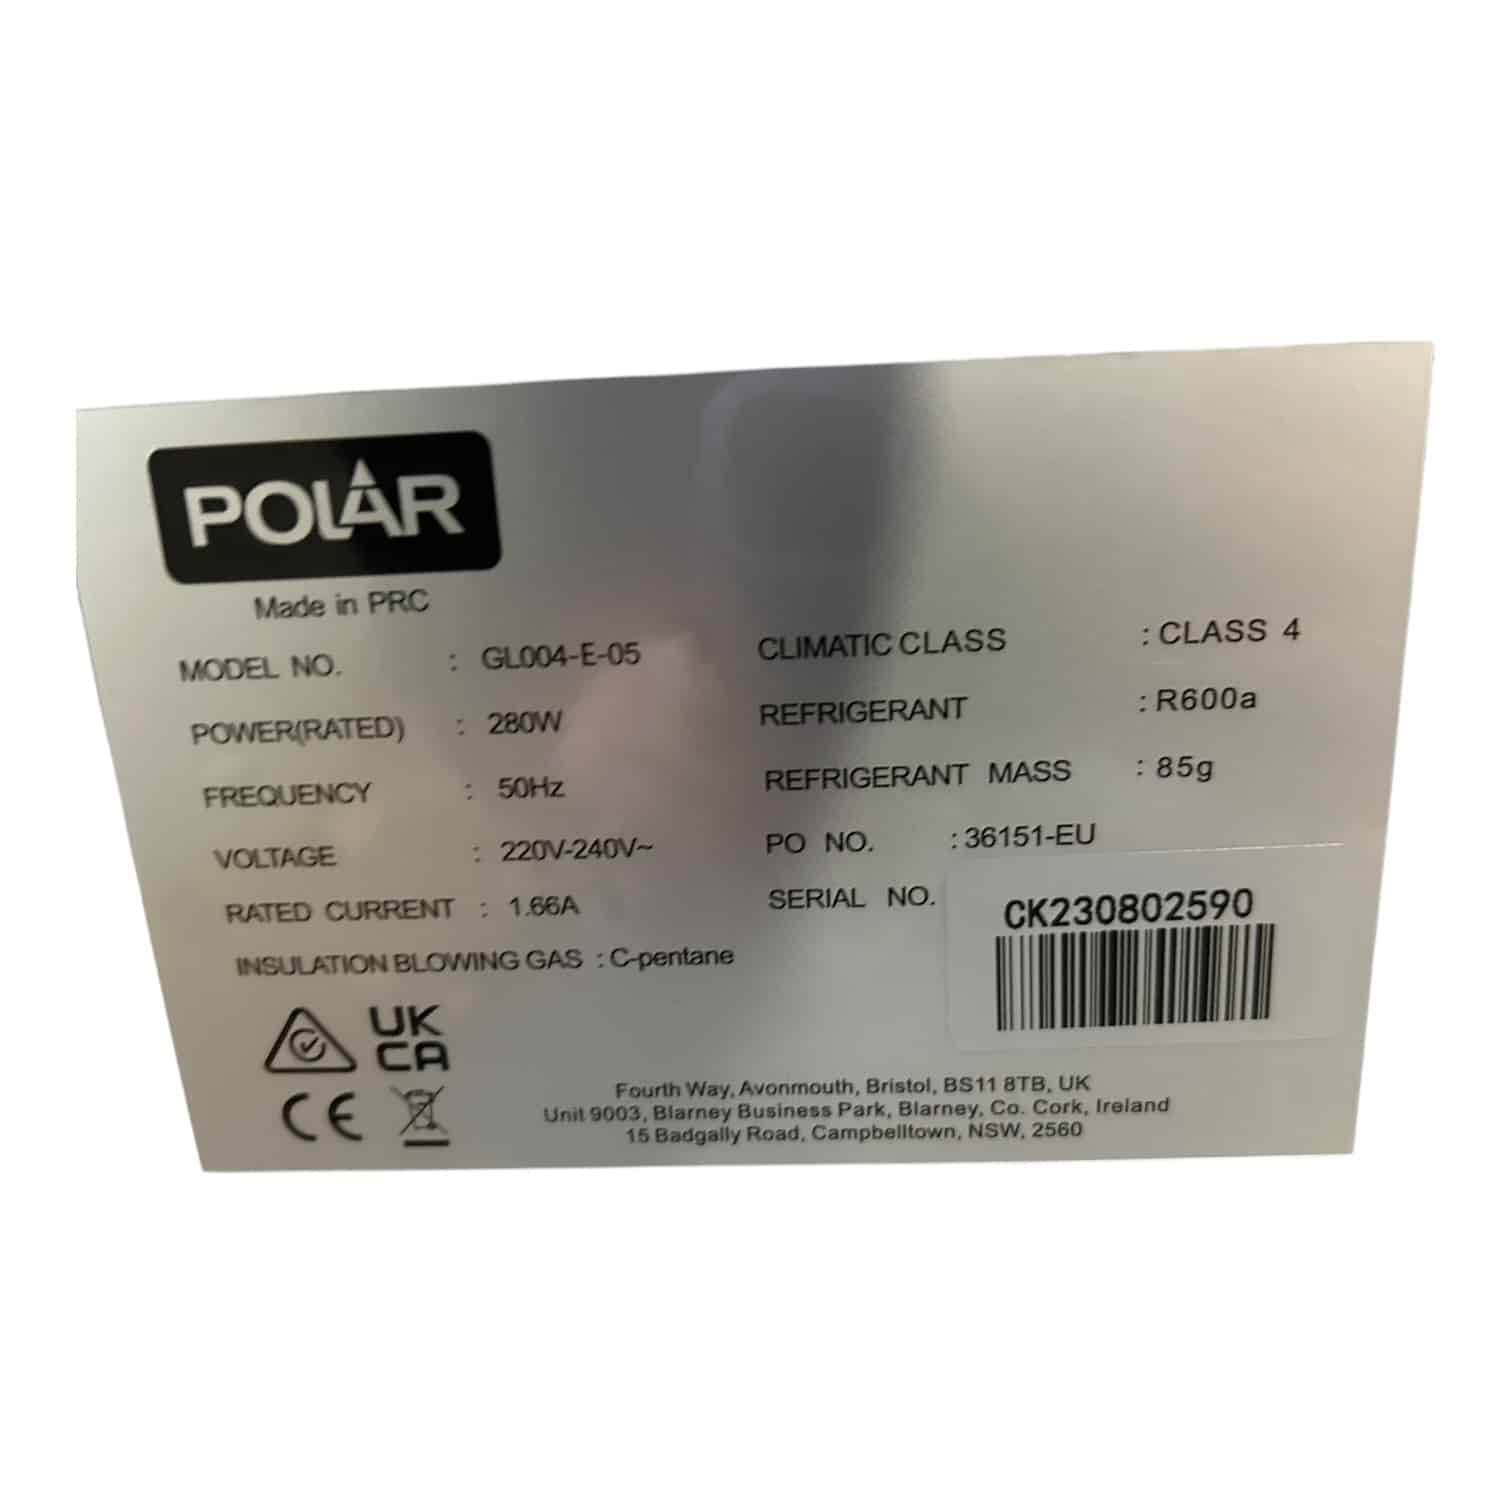 POLAR
Made in PRC
MODEL NO. : GL004-E-05
POWER(RATED) : 280W
FREQUENCY : 50Hz
VOLTAGE : 220V-240V~
RATED CURRENT : 1.66A
INSULATION BLOWING GAS : C-pentane
CLIMATIC CLASS : CLASS 4
REFRIGERANT : R600a
REFRIGERANT MASS : 85g
PO NO. : 36151-EU
SERIAL NO. CK230802590
UK
CA
CE
Fourth Way, Avonmouth, Bristol, BS11 8TB, UK
Unit 9003, Blarney Business Park, Blarney, Co. Cork, Ireland
15 Badgally Road, Campbelltown, NSW, 2560